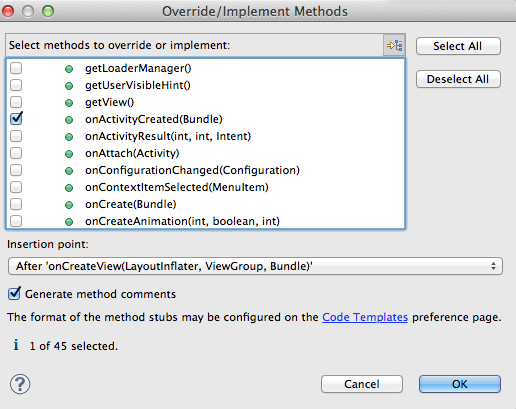 Override/Implement Methods
Select methods to override or implement:
Select All
Deselect All
getLoaderManager()
getUserVisibleHint()
getView()
onActivityCreated(Bundle)
onActivityResult(int, int, Intent)
onAttach(Activity)
onConfigurationChanged(Configuration)
onContextItemSelected(MenuItem)
onCreate(Bundle)
onCreateAnimation(int, boolean, int)
Insertion point:
After 'onCreateView(LayoutInflater, ViewGroup, Bundle)'
Generate method comments
The format of the method stubs may be configured on the Code Templates preference page.
i 1 of 45 selected.
? Cancel OK